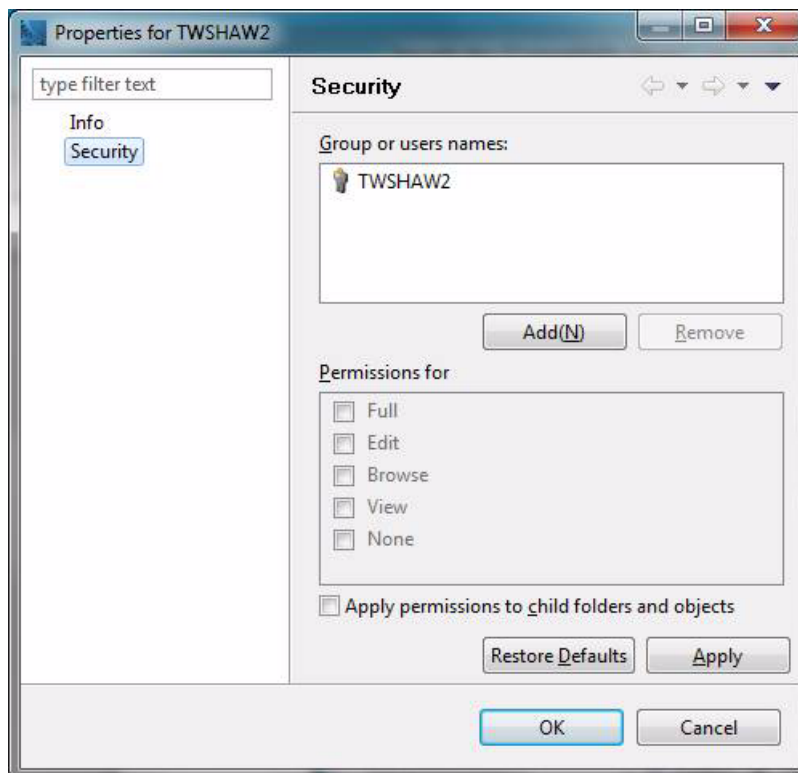 Properties for TWSHAW2
type filter text
Info
Security
Security
Group or users names:
TWSHAW2
Add(N)
Remove
Permissions for
Full
Edit
Browse
View
None
Apply permissions to child folders and objects
Restore Defaults
Apply
OK
Cancel